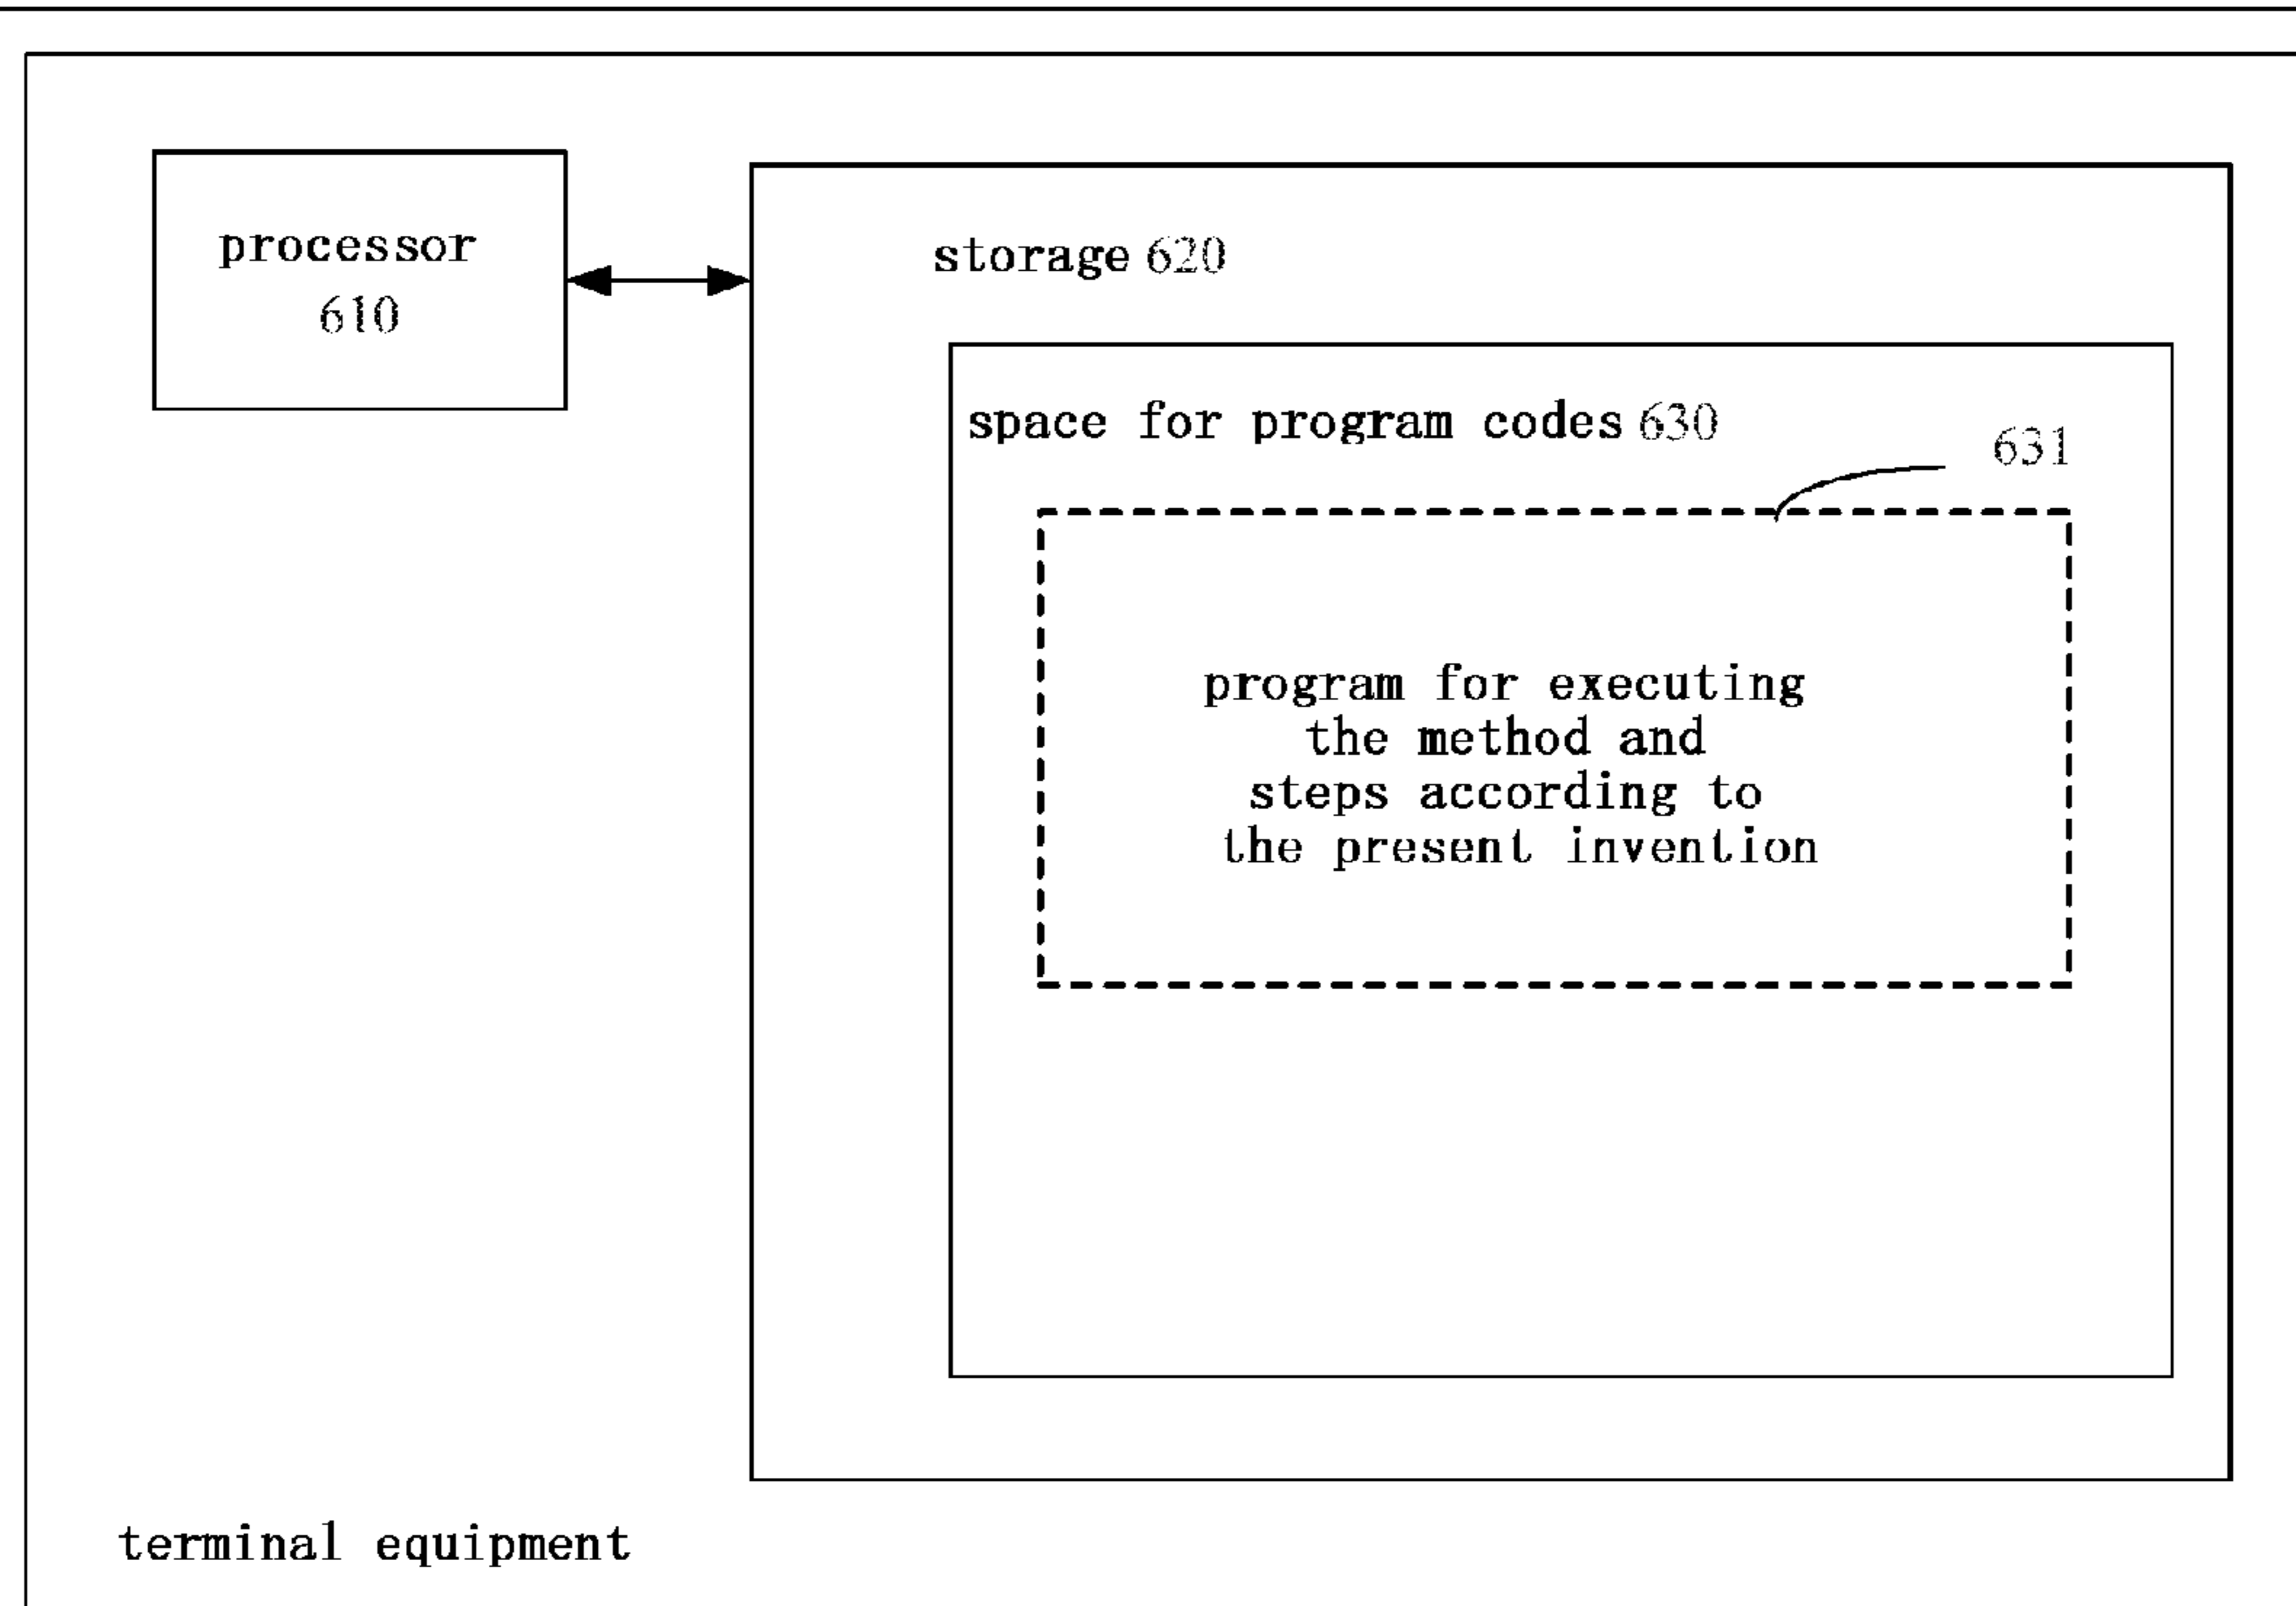 processor
610
storage 620
space for program codes 630
631
program for executing
the method and
steps according to
the present invention
terminal equipment